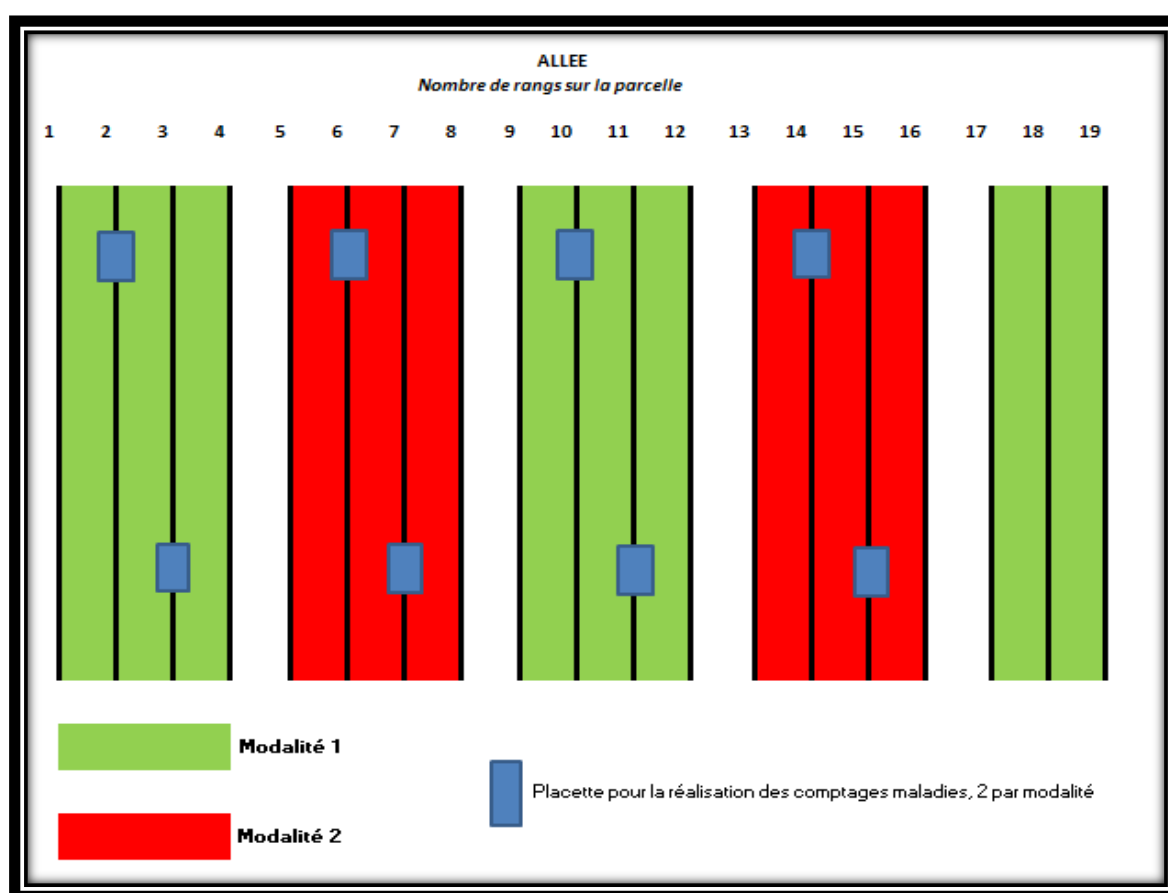 ALLEE
Nombre de rangs sur la parcelle
1 2 3 4 5 6 7 8 9 10 11 12 13 14 15 16 17 18 19
Modalité 1
Placette pour la réalisation des comptages maladies, 2 par modalité
Modalité 2